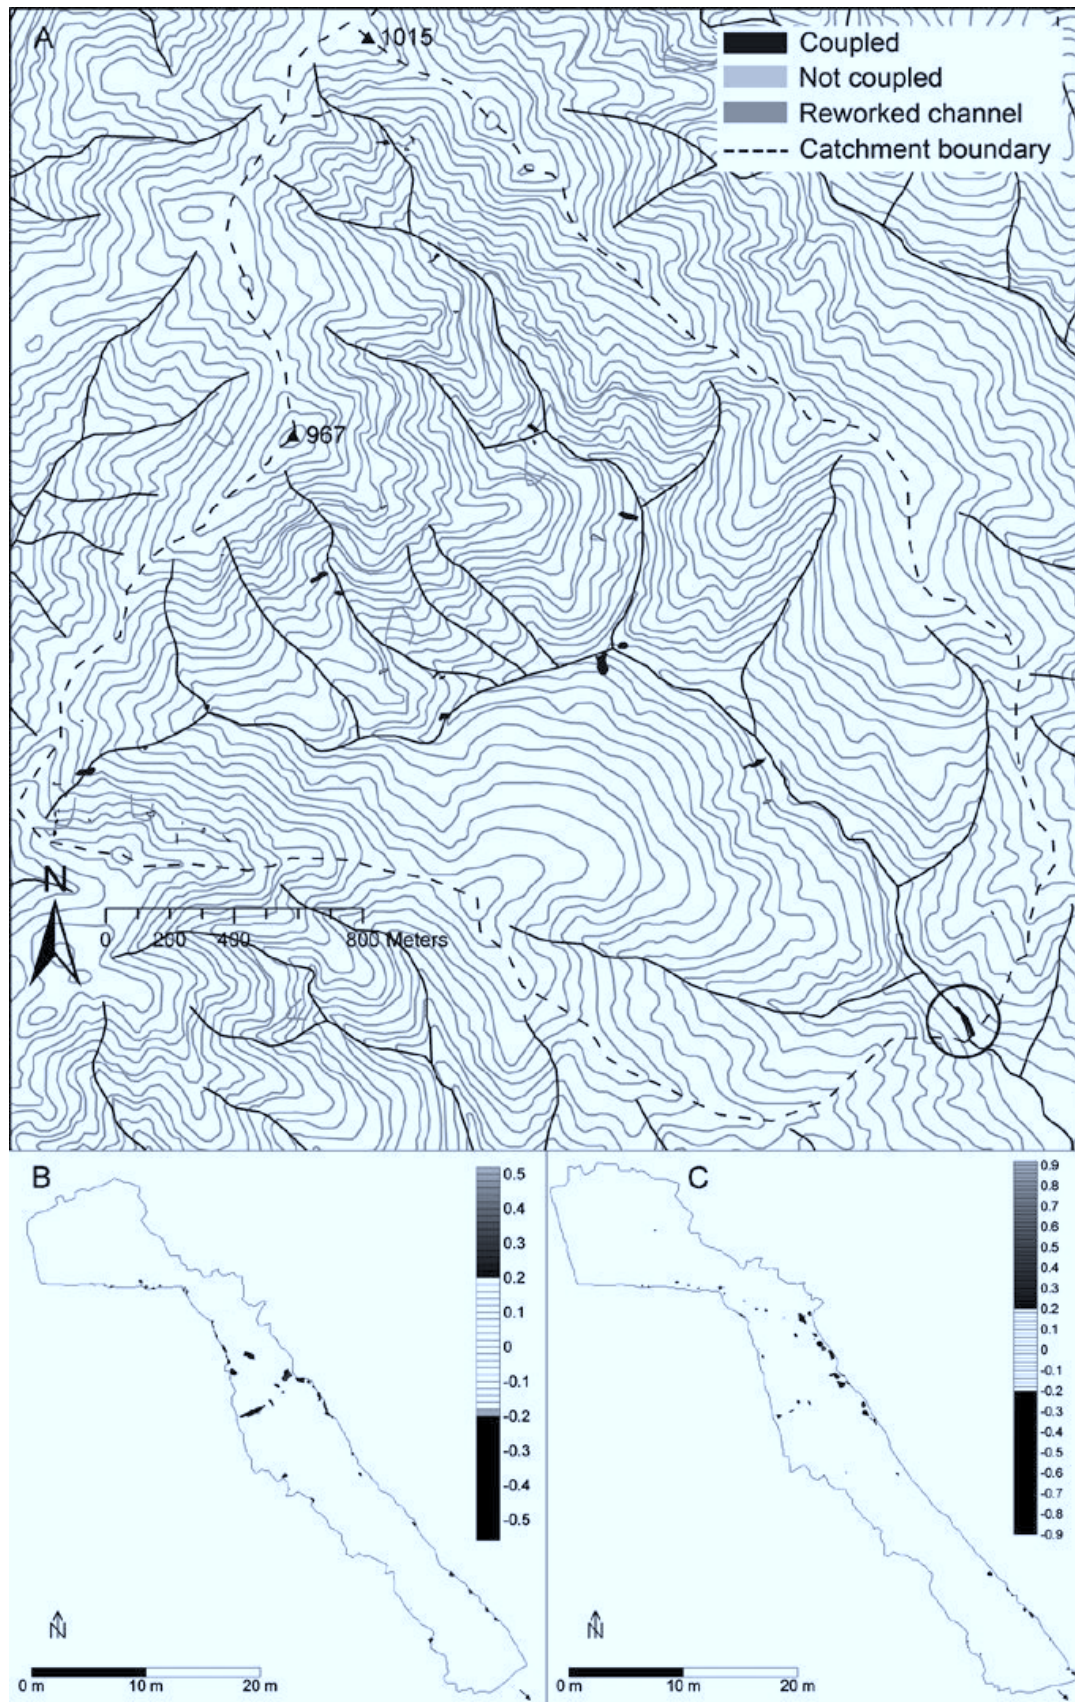 A
1015
Coupled
Not coupled
Reworked channel
Catchment boundary
967
N
0 200 400 800 Meters
B
0.5
0.4
0.3
0.2
0.1
0
-0.1
-0.2
-0.3
-0.4
-0.5
N
0 m 10 m 20 m
C
0.9
0.8
0.7
0.6
0.5
0.4
0.3
0.2
0.1
0
-0.1
-0.2
-0.3
-0.4
-0.5
-0.6
-0.7
-0.8
-0.9
N
0 m 10 m 20 m